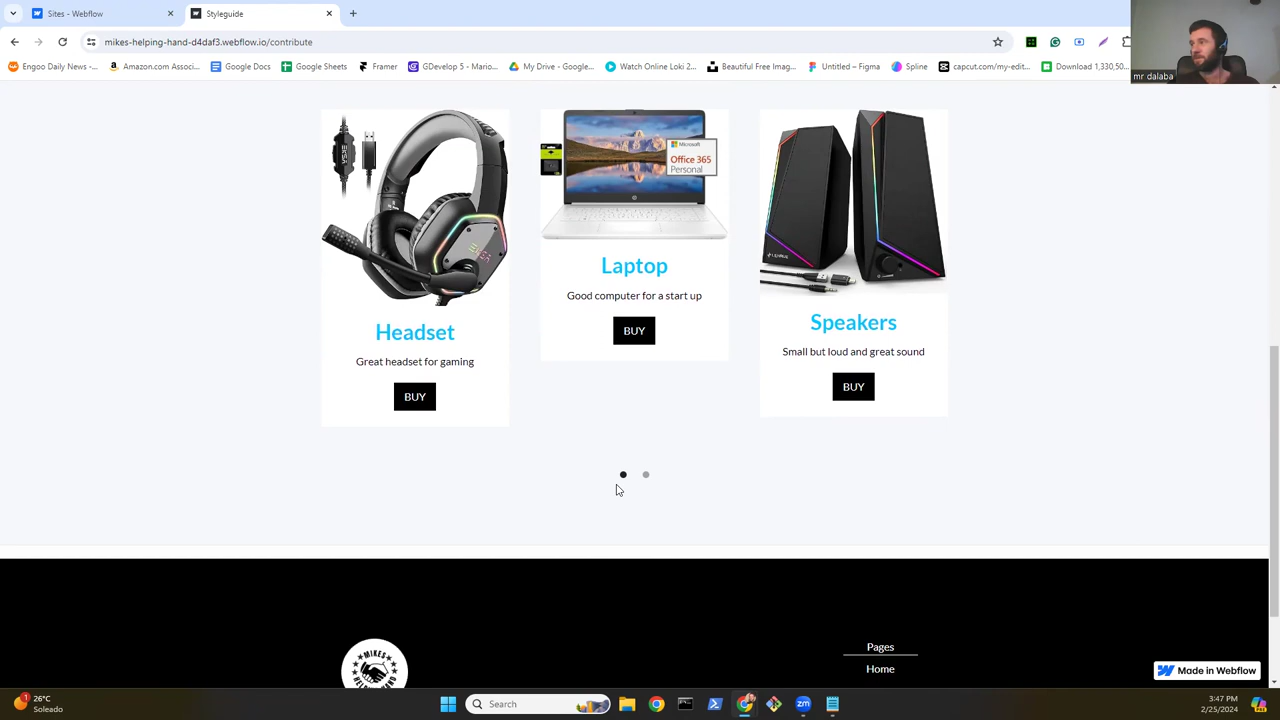 Sites - Webflow
Styleguide
mikes-helping-hand-d4daf3.webflow.io/contribute
Engoo Daily News -...
Amazon.com Associ...
Google Docs
Google Sheets
Framer
GDevelop 5 - Mario...
My Drive - Google...
Watch Online Loki 2...
Beautiful Free Imag...
Untitled – Figma
Spline
capcut.com/my-edit...
Download 1,330,50...
mr dalaba
EKSA
Microsoft
Office 365
Personal
Headset
Great headset for gaming
BUY
Laptop
Good computer for a start up
BUY
Speakers
Small but loud and great sound
BUY
MIKES
Pages
Home
Made in Webflow
26°C
Soleado
1
Search
3:47 PM
2/25/2024